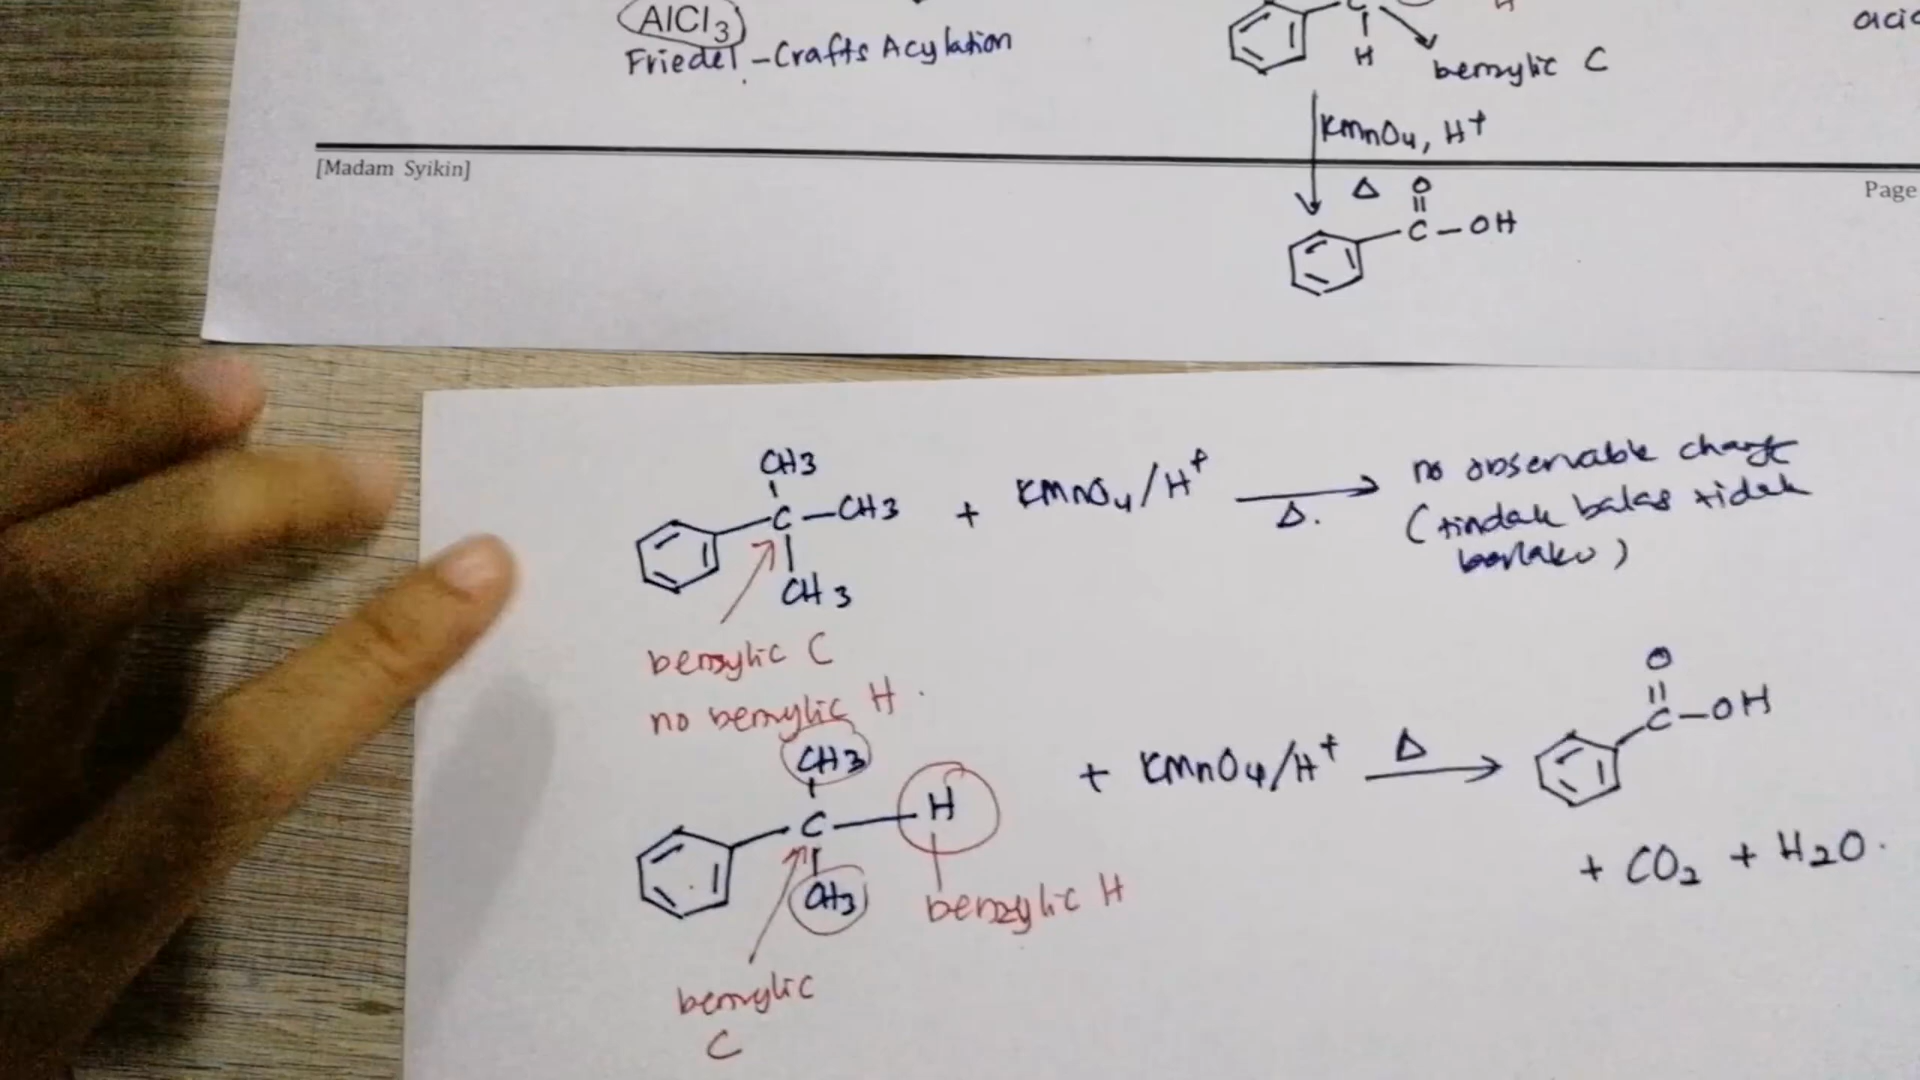 AlCl3
Friedel-Crafts Acylation
C
H
benzylic C
KMnO4, H+
Δ
[Madam Syikin]
Page
O
C-OH
CH3
C-CH3
CH3
+ KMnO4/H+
Δ.
no observable change
(tindak balas tidak
berlaku)
benzylic C
no benzylic H.
CH3
C
H
CH3
benzylic H
benzylic
C
+ KMnO4/H+ Δ
O
C-OH
+ CO2 + H2O.